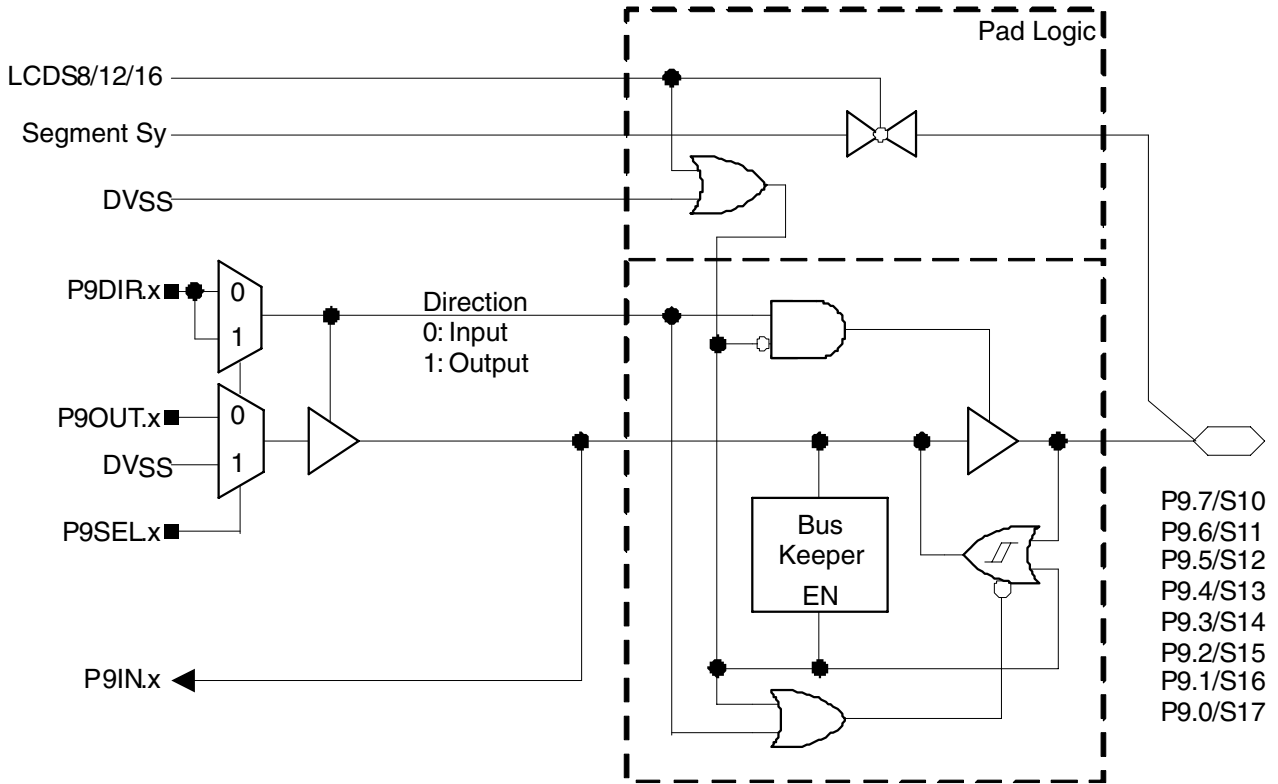 Pad Logic
LCDS8/12/16
Segment Sy
DVSS
P9DIR.x
0
1
Direction
0: Input
1: Output
P9OUT.x
0
DVSS
1
P9SEL.x
Bus
Keeper
EN
P9IN.x
P9.7/S10
P9.6/S11
P9.5/S12
P9.4/S13
P9.3/S14
P9.2/S15
P9.1/S16
P9.0/S17